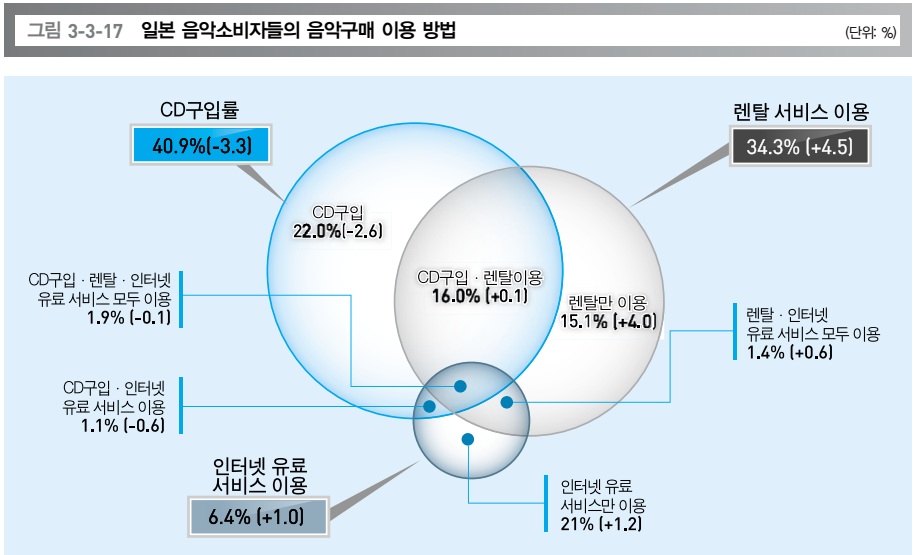 그림 3-3-17 일본 음악소비자들의 음악구매 이용 방법 (단위: %)
CD구입률
40.9%(-3.3)
렌탈 서비스 이용
34.3% (+4.5)
CD구입
22.0%(-2.6)
CD구입 · 렌탈이용
16.0% (+0.1)
렌탈만 이용
15.1% (+4.0)
CD구입 · 렌탈 · 인터넷
유료 서비스 모두 이용
1.9% (-0.1)
렌탈 · 인터넷
유료 서비스 모두 이용
1.4% (+0.6)
CD구입 · 인터넷
유료 서비스 이용
1.1% (-0.6)
인터넷 유료
서비스 이용
6.4% (+1.0)
인터넷 유료
서비스만 이용
21% (+1.2)